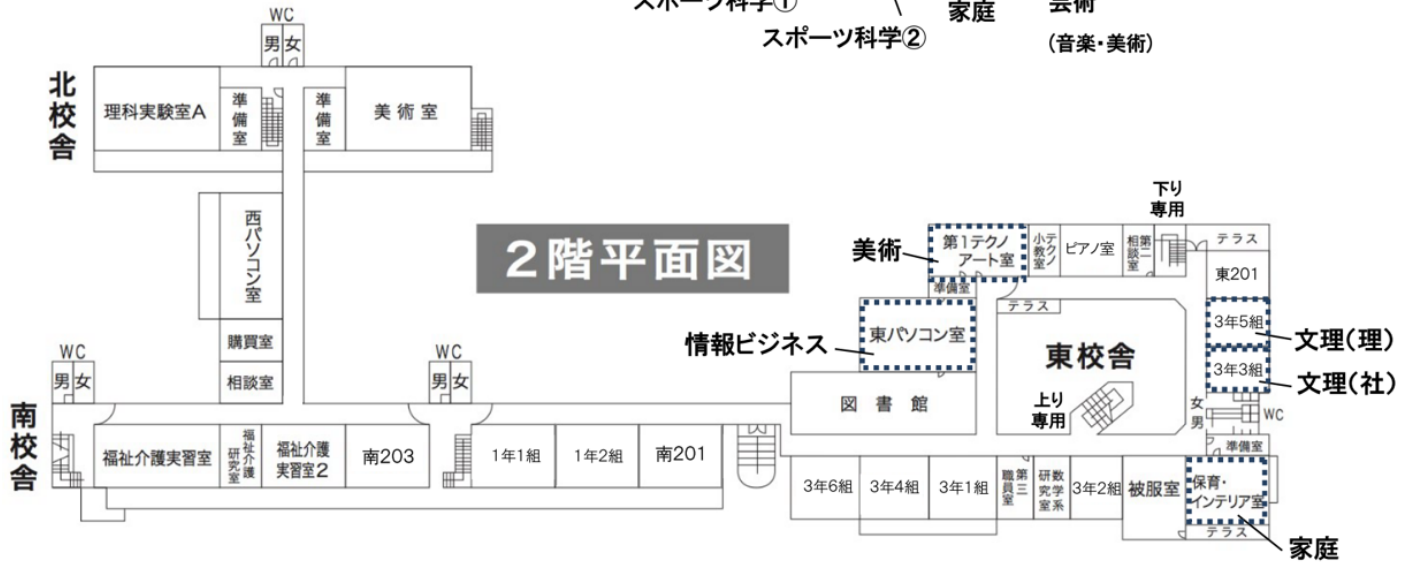 スポーツ科学①
家庭
芸術
スポーツ科学②
(音楽・美術)
WC
男 女
北校舎
理科実験室A
準備室
準備室
美術室
西パソコン室
購買室
相談室
2階平面図
下り
専用
美術
第1テクノ
アート室
テクノ
小教室
ピアノ室
第二
相談室
テラス
東201
準備室
テラス
3年5組
文理(理)
情報ビジネス
東パソコン室
東校舎
3年3組
文理(社)
図書館
上り
専用
女
男
WC
準備室
WC
男 女
WC
男 女
南校舎
福祉介護実習室
福祉介護
研究室
福祉介護
実習室2
南203
1年1組
1年2組
南201
3年6組
3年4組
3年1組
第三
職員室
数学系
研究室
3年2組
被服室
保育・
インテリア室
テラス
家庭